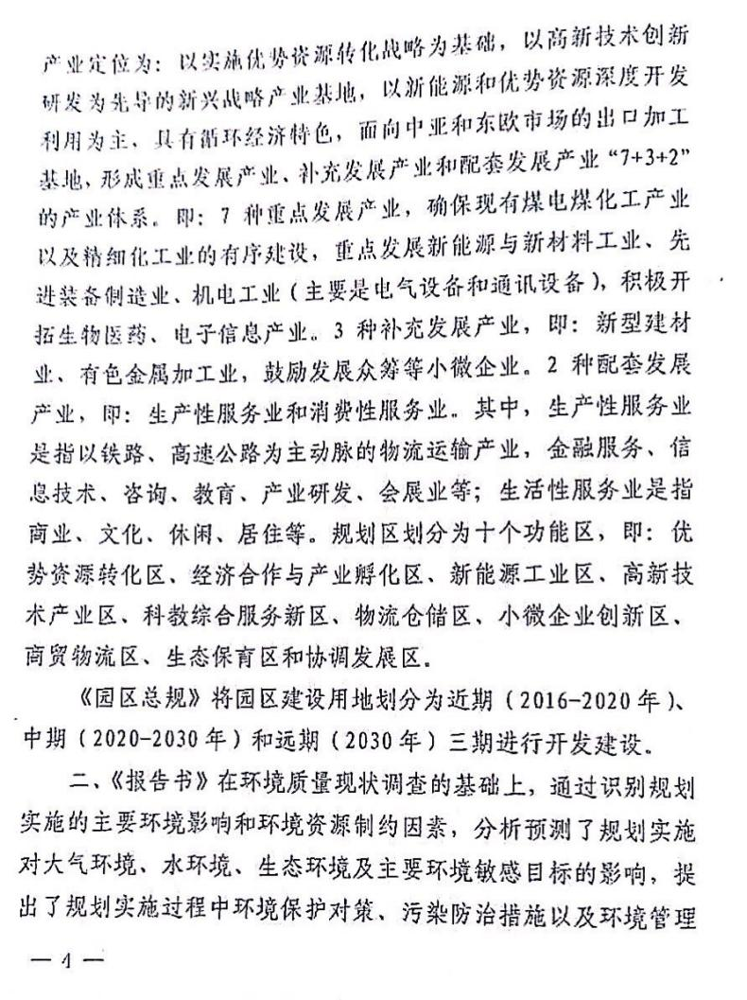 产业定位为：以实施优势资源转化战略为基础，以高新技术创新
研发为先导的新兴战略产业基地，以新能源和优势资源深度开发
利用为主、具有循环经济特色，面向中亚和东欧市场的出口加工
基地，形成重点发展产业、补充发展产业和配套发展产业“7+3+2”
的产业体系。即：7 种重点发展产业，确保现有煤电煤化工产业
以及精细化工业的有序建设，重点发展新能源与新材料工业、先
进装备制造业、机电工业（主要是电气设备和通讯设备），积极开
拓生物医药、电子信息产业。3 种补充发展产业，即：新型建材
业、有色金属加工业，鼓励发展众筹等小微企业。2 种配套发展
产业，即：生产性服务业和消费性服务业。其中，生产性服务业
是指以铁路、高速公路为主动脉的物流运输产业，金融服务、信
息技术、咨询、教育、产业研发、会展业等；生活性服务业是指
商业、文化、休闲、居住等。规划区划分为十个功能区，即：优
势资源转化区、经济合作与产业孵化区、新能源工业区、高新技
术产业区、科教综合服务新区、物流仓储区、小微企业创新区、
商贸物流区、生态保育区和协调发展区。
《园区总规》将园区建设用地划分为近期（2016-2020 年）、
中期（2020-2030 年）和远期（2030 年）三期进行开发建设。
二、《报告书》在环境质量现状调查的基础上，通过识别规划
实施的主要环境影响和环境资源制约因素，分析预测了规划实施
对大气环境、水环境、生态环境及主要环境敏感目标的影响，提
出了规划实施过程中环境保护对策、污染防治措施以及环境管理
— 4 —